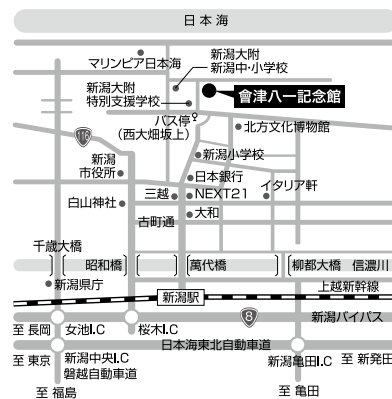 日本海
マリンピア日本海
新潟大附
新潟中・小学校
新潟大附
特別支援学校
會津八一記念館
バス停
(西大畑坂上)
北方文化博物館
116
新潟小学校
新潟
市役所
日本銀行
イタリア軒
三越
NEXT21
白山神社
大和
古町通
千歳大橋
昭和橋
萬代橋
柳都大橋
信濃川
新潟県庁
上越新幹線
新潟駅
8
新潟バイパス
至 長岡
女池I.C
桜木I.C
日本海東北自動車道
至 東京
新潟中央I.C
磐越自動車道
新潟亀田I.C
至 新発田
至 福島
至 亀田